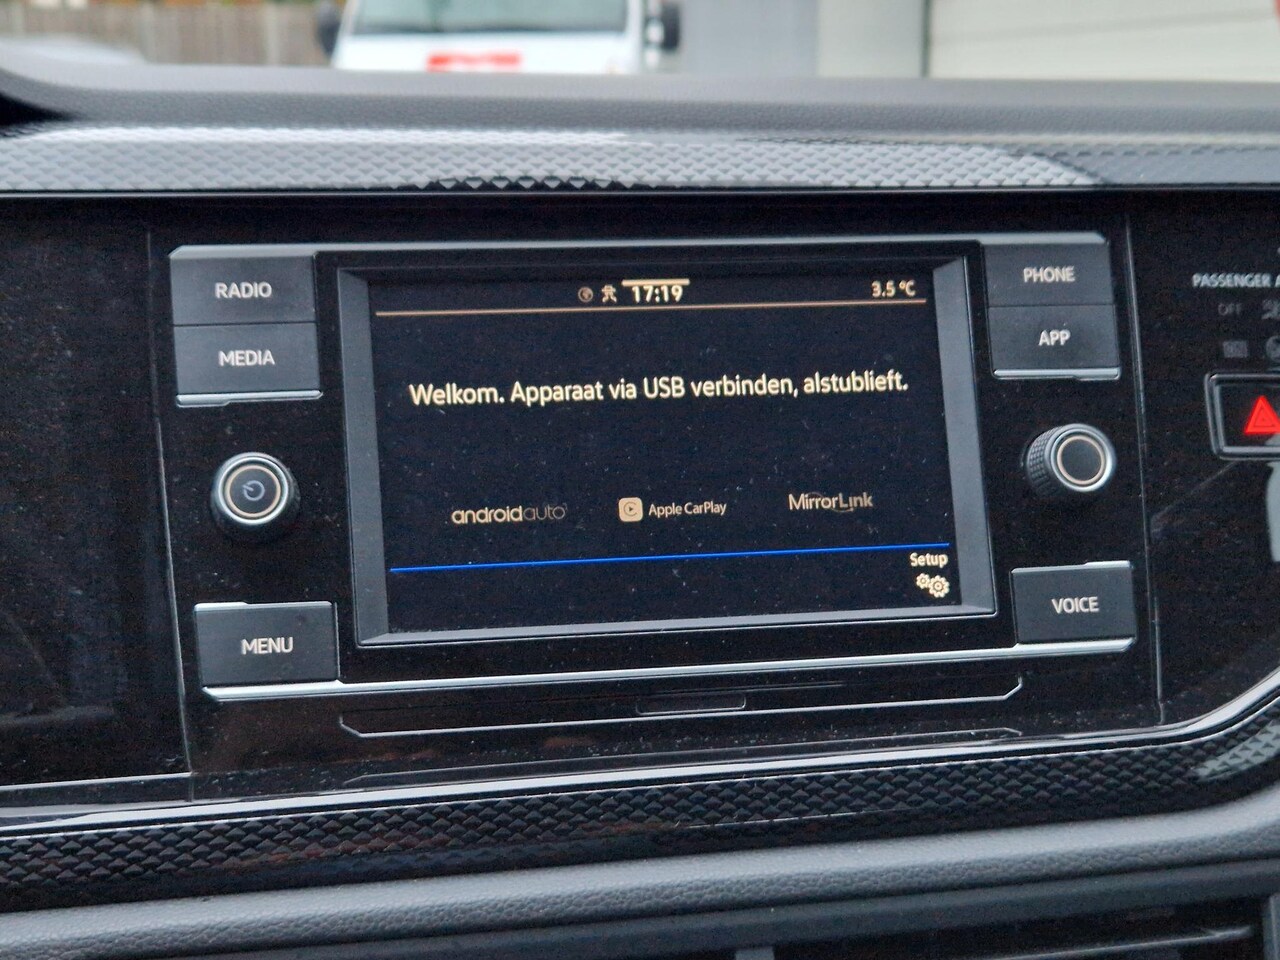 RADIO
MEDIA
MENU
17:19
3.5 °C
Welkom. Apparaat via USB verbinden, alstublieft.
androidauto
Apple CarPlay
MirrorLink
Setup
PHONE
APP
VOICE
PASSENGER
OFF